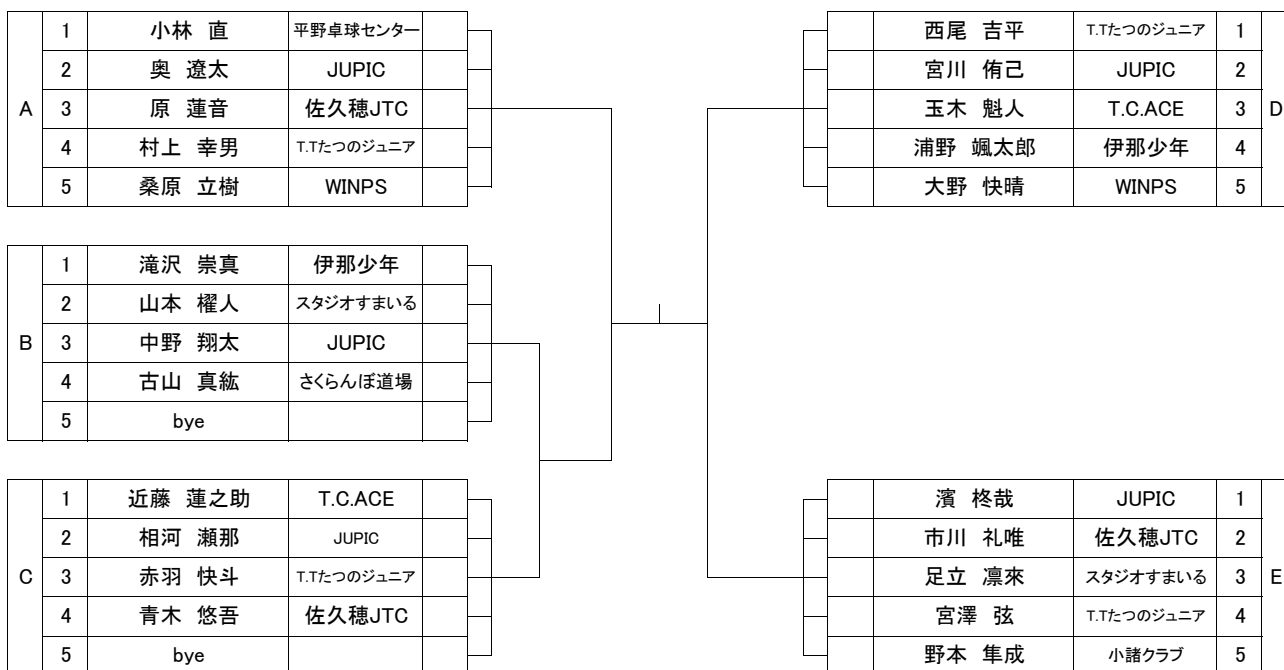 A
1 小林 直 平野卓球センター
2 奥 遼太 JUPIC
3 原 蓮音 佐久穂JTC
4 村上 幸男 T.Tたつのジュニア
5 桑原 立樹 WINPS
B
1 滝沢 崇真 伊那少年
2 山本 櫂人 スタジオすまいる
3 中野 翔太 JUPIC
4 古山 真紘 さくらんぼ道場
5 bye
C
1 近藤 蓮之助 T.C.ACE
2 相河 瀬那 JUPIC
3 赤羽 快斗 T.Tたつのジュニア
4 青木 悠吾 佐久穂JTC
5 bye
西尾 吉平 T.Tたつのジュニア 1
宮川 侑己 JUPIC 2
玉木 魁人 T.C.ACE 3
浦野 颯太郎 伊那少年 4
大野 快晴 WINPS 5
D
濱 柊哉 JUPIC 1
市川 礼唯 佐久穂JTC 2
足立 凛來 スタジオすまいる 3
宮澤 弦 T.Tたつのジュニア 4
野本 隼成 小諸クラブ 5
E